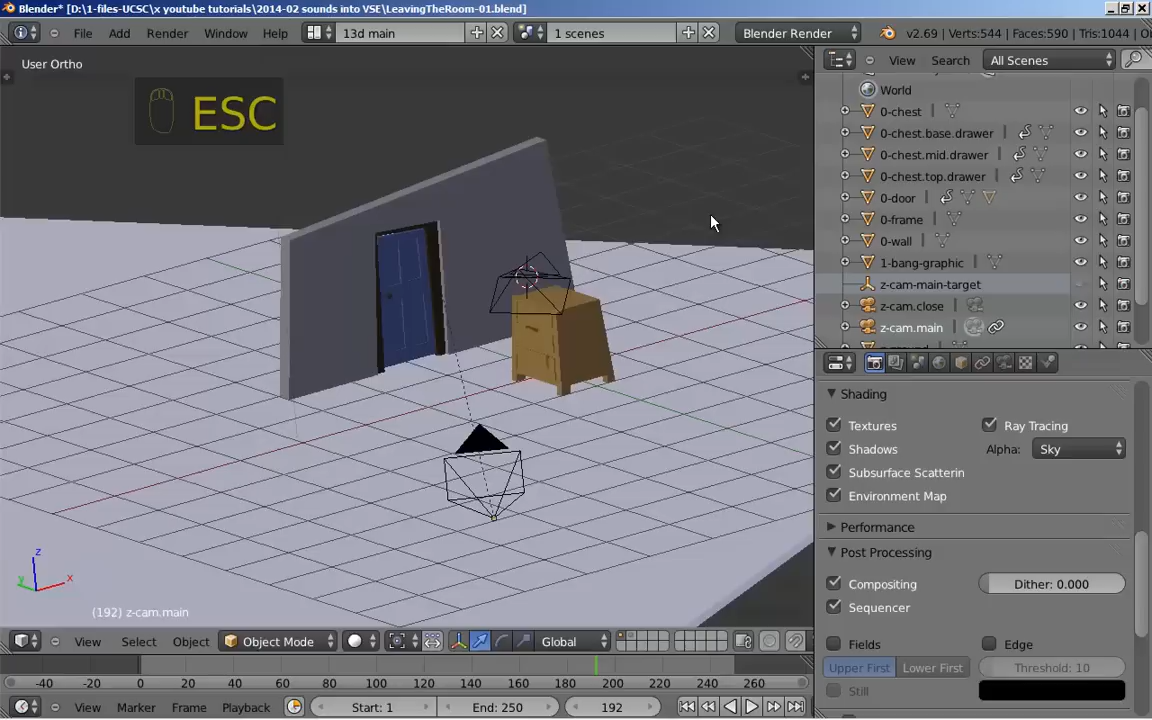 Blender* [D:\1-files-UCSC\x youtube tutorials\2014-02 sounds into VSE\LeavingTheRoom-01.blend]
File Add Render Window Help 13d main 1 scenes Blender Render v2.69 | Verts:544 | Faces:590 | Tris:1044 | O
User Ortho
ESC
View Search All Scenes
World
0-chest
0-chest.base.drawer
0-chest.mid.drawer
0-chest.top.drawer
0-door
0-frame
0-wall
1-bang-graphic
z-cam-main-target
z-cam.close
z-cam.main
Shading
Textures Ray Tracing
Shadows Alpha: Sky
Subsurface Scatterin
Environment Map
Performance
Post Processing
Compositing Dither: 0.000
Sequencer
Fields Edge
Upper First Lower First Threshold: 10
Still
z
y x
(192) z-cam.main
View Select Object Object Mode Global
-40 -20 0 20 40 60 80 100 120 140 160 180 200 220 240 260
View Marker Frame Playback Start: 1 End: 250 192